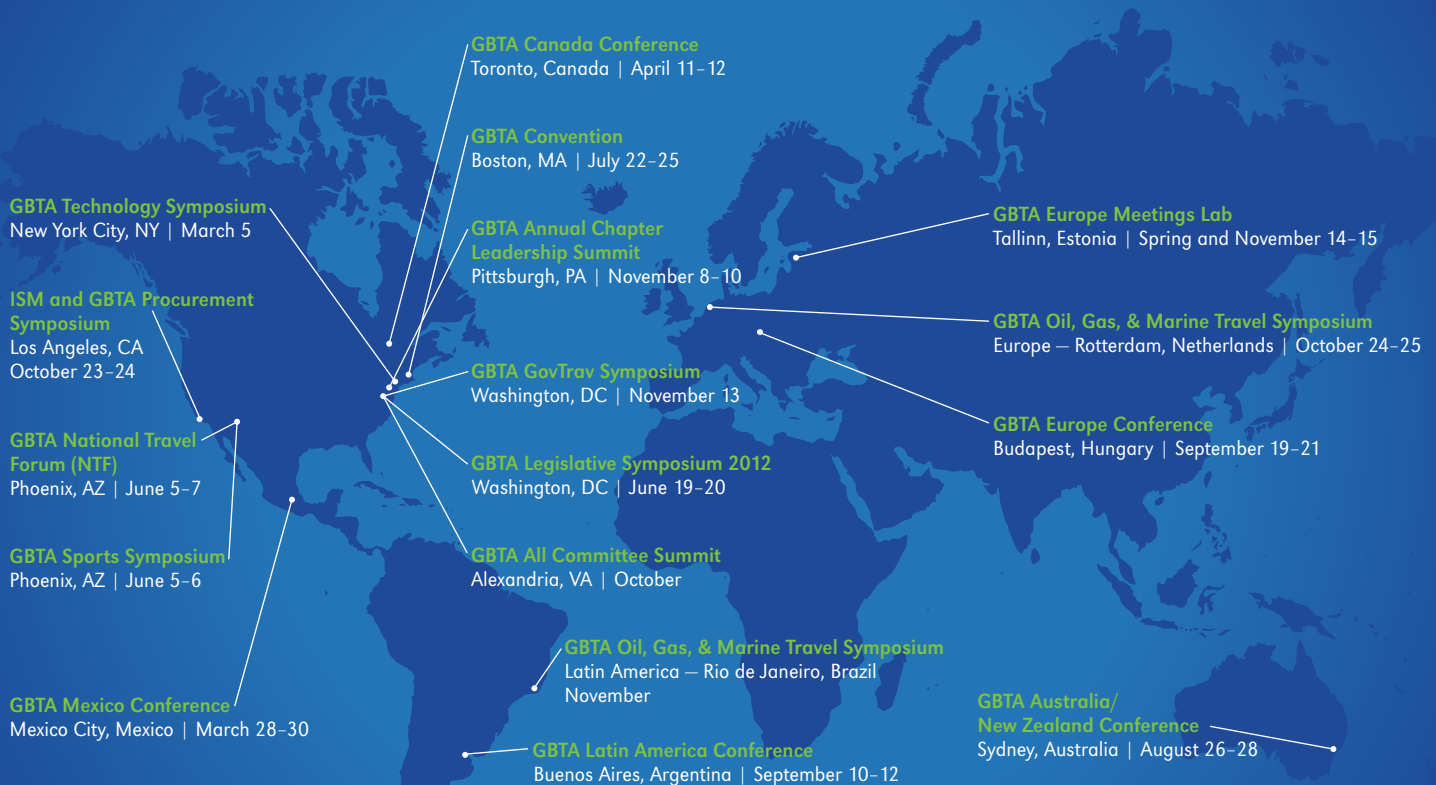 GBTA Canada Conference
Toronto, Canada | April 11–12
GBTA Convention
Boston, MA | July 22–25
GBTA Technology Symposium
New York City, NY | March 5
GBTA Annual Chapter
Leadership Summit
Pittsburgh, PA | November 8–10
GBTA Europe Meetings Lab
Tallinn, Estonia | Spring and November 14–15
ISM and GBTA Procurement
Symposium
Los Angeles, CA
October 23–24
GBTA Oil, Gas, & Marine Travel Symposium
Europe — Rotterdam, Netherlands | October 24–25
GBTA GovTrav Symposium
Washington, DC | November 13
GBTA Europe Conference
Budapest, Hungary | September 19–21
GBTA National Travel
Forum (NTF)
Phoenix, AZ | June 5–7
GBTA Legislative Symposium 2012
Washington, DC | June 19–20
GBTA Sports Symposium
Phoenix, AZ | June 5–6
GBTA All Committee Summit
Alexandria, VA | October
GBTA Oil, Gas, & Marine Travel Symposium
Latin America — Rio de Janeiro, Brazil
November
GBTA Mexico Conference
Mexico City, Mexico | March 28–30
GBTA Australia/
New Zealand Conference
Sydney, Australia | August 26–28
GBTA Latin America Conference
Buenos Aires, Argentina | September 10–12